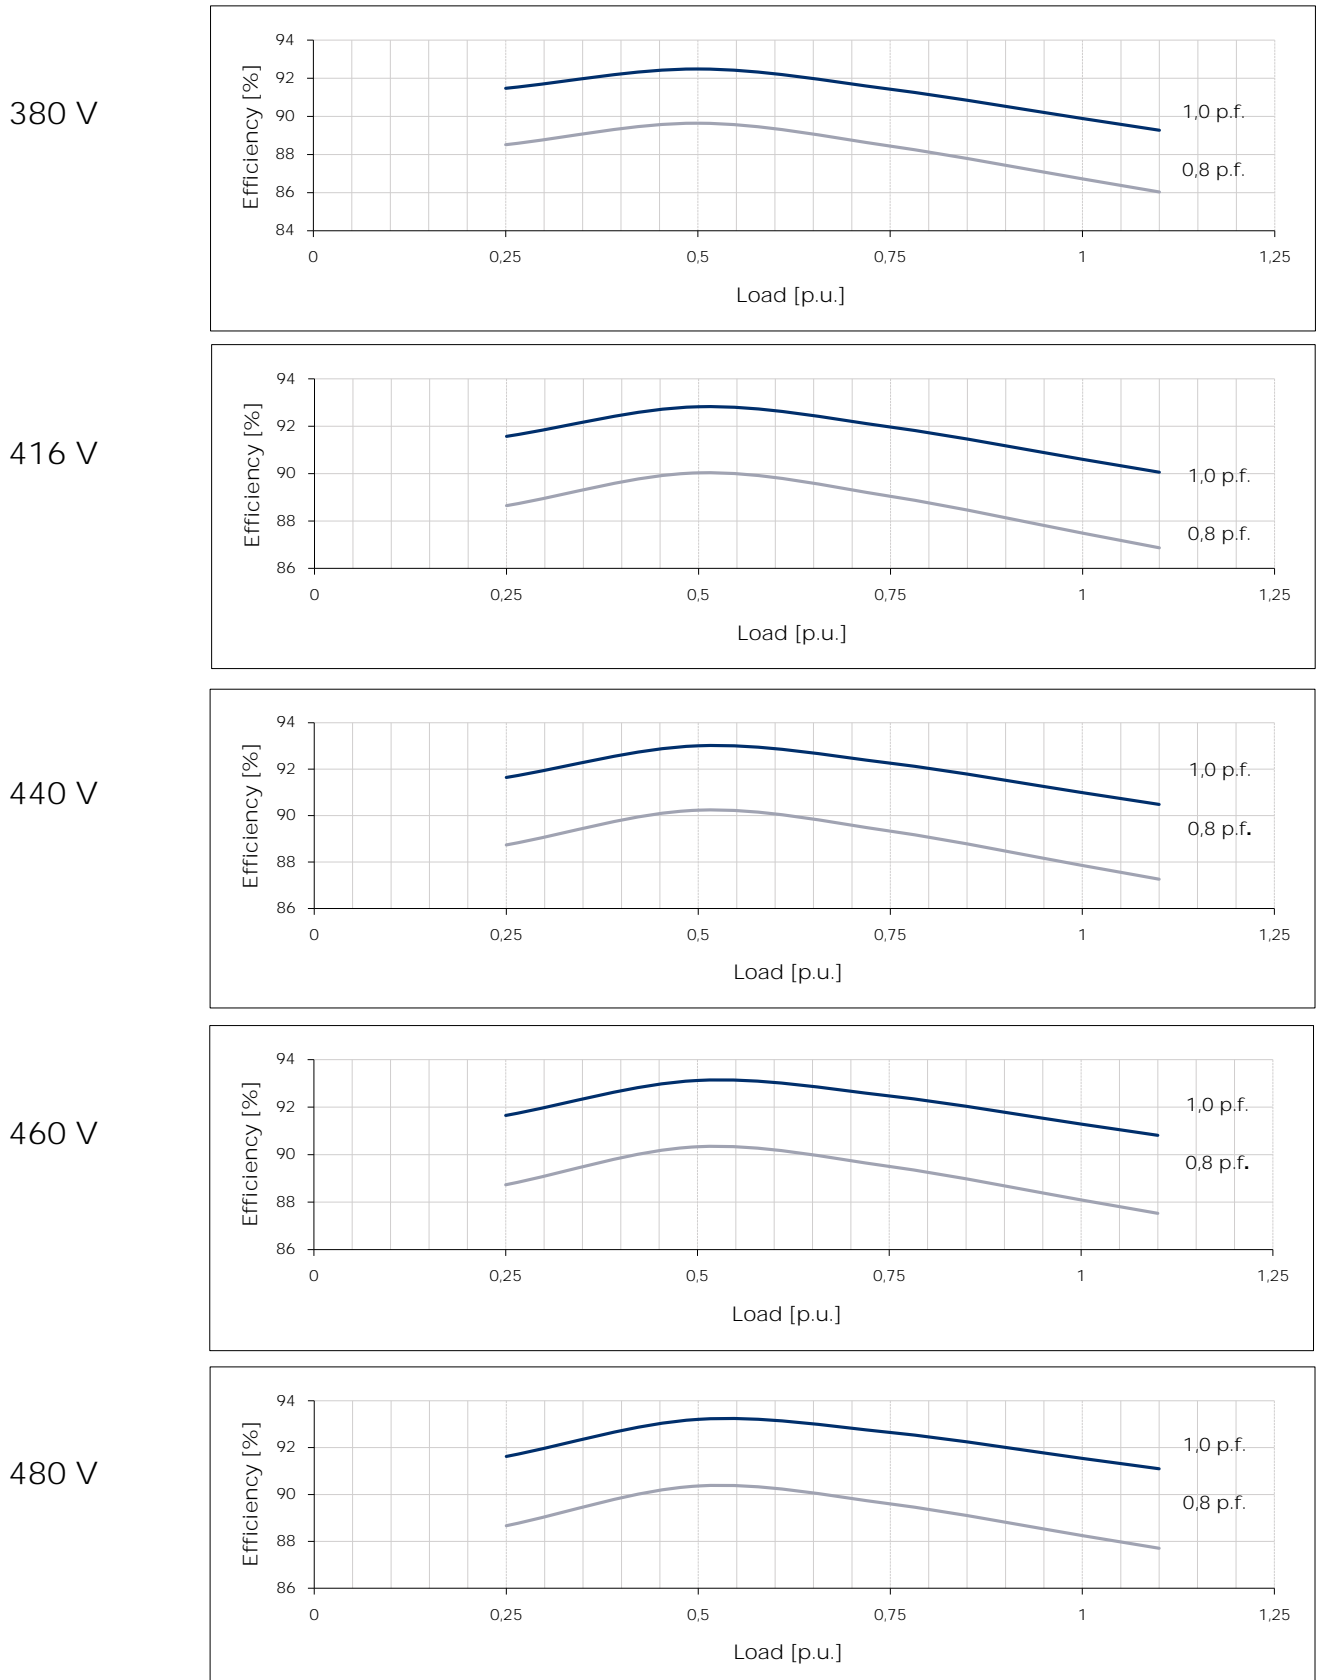 380 V
Efficiency [%]
94
92
90
88
86
84
1,0 p.f.
0,8 p.f.
0 0,25 0,5 0,75 1 1,25
Load [p.u.]
416 V
Efficiency [%]
94
92
90
88
86
1,0 p.f.
0,8 p.f.
0 0,25 0,5 0,75 1 1,25
Load [p.u.]
440 V
Efficiency [%]
94
92
90
88
86
1,0 p.f.
0,8 p.f.
0 0,25 0,5 0,75 1 1,25
Load [p.u.]
460 V
Efficiency [%]
94
92
90
88
86
1,0 p.f.
0,8 p.f.
0 0,25 0,5 0,75 1 1,25
Load [p.u.]
480 V
Efficiency [%]
94
92
90
88
86
1,0 p.f.
0,8 p.f.
0 0,25 0,5 0,75 1 1,25
Load [p.u.]